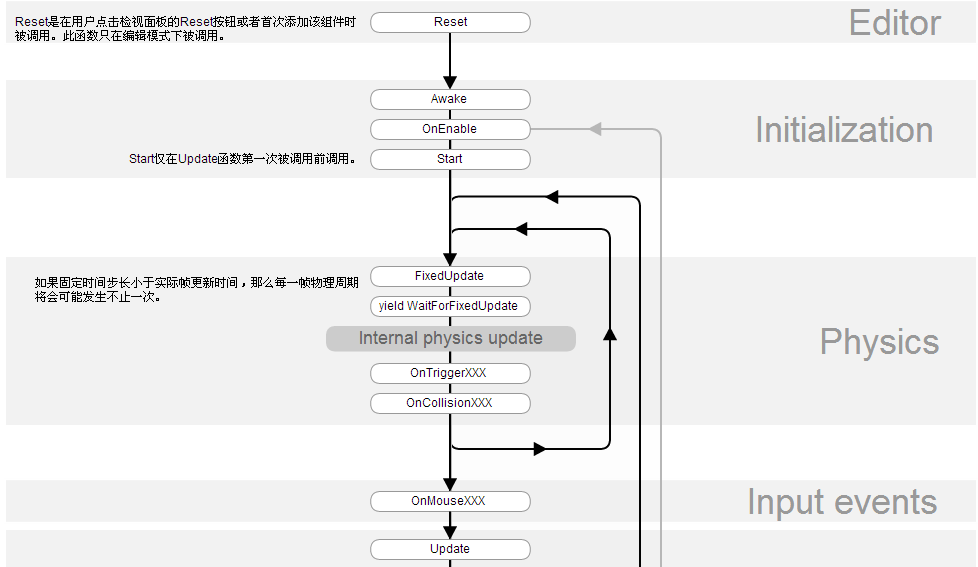 Reset是在用户点击检视面板的Reset按钮或者首次添加该组件时
被调用。此函数只在编辑模式下被调用。
Reset
Editor
Awake
OnEnable
Initialization
Start仅在Update函数第一次被调用前调用。
Start
如果固定时间步长小于实际帧更新时间，那么每一帧物理周期
将会可能发生不止一次。
FixedUpdate
yield WaitForFixedUpdate
Internal physics update
Physics
OnTriggerXXX
OnCollisionXXX
OnMouseXXX
Input events
Update